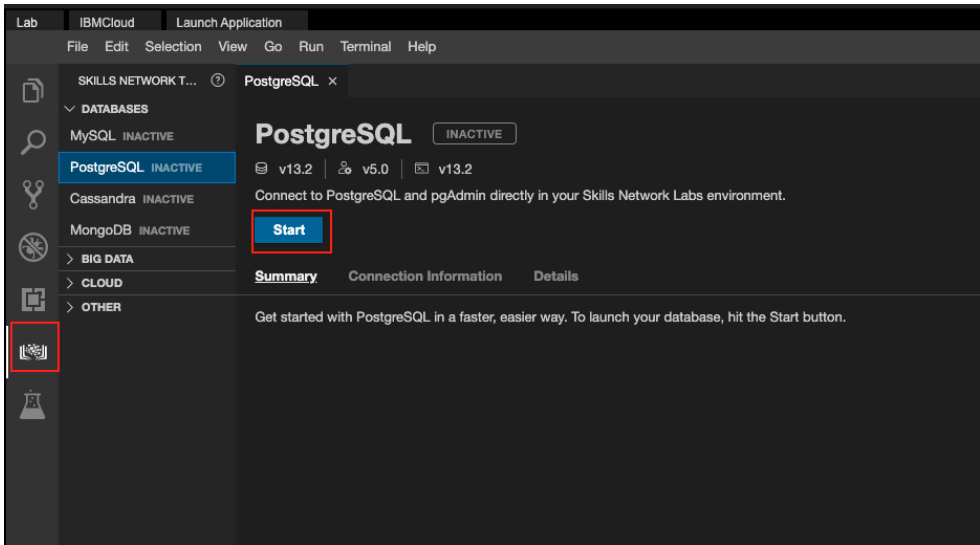 Lab IBMCloud Launch Application
File Edit Selection View Go Run Terminal Help
SKILLS NETWORK T...
DATABASES
MySQL INACTIVE
PostgreSQL INACTIVE
Cassandra INACTIVE
MongoDB INACTIVE
BIG DATA
CLOUD
OTHER
PostgreSQL
PostgreSQL INACTIVE
v13.2 v5.0 v13.2
Connect to PostgreSQL and pgAdmin directly in your Skills Network Labs environment.
Start
Summary Connection Information Details
Get started with PostgreSQL in a faster, easier way. To launch your database, hit the Start button.